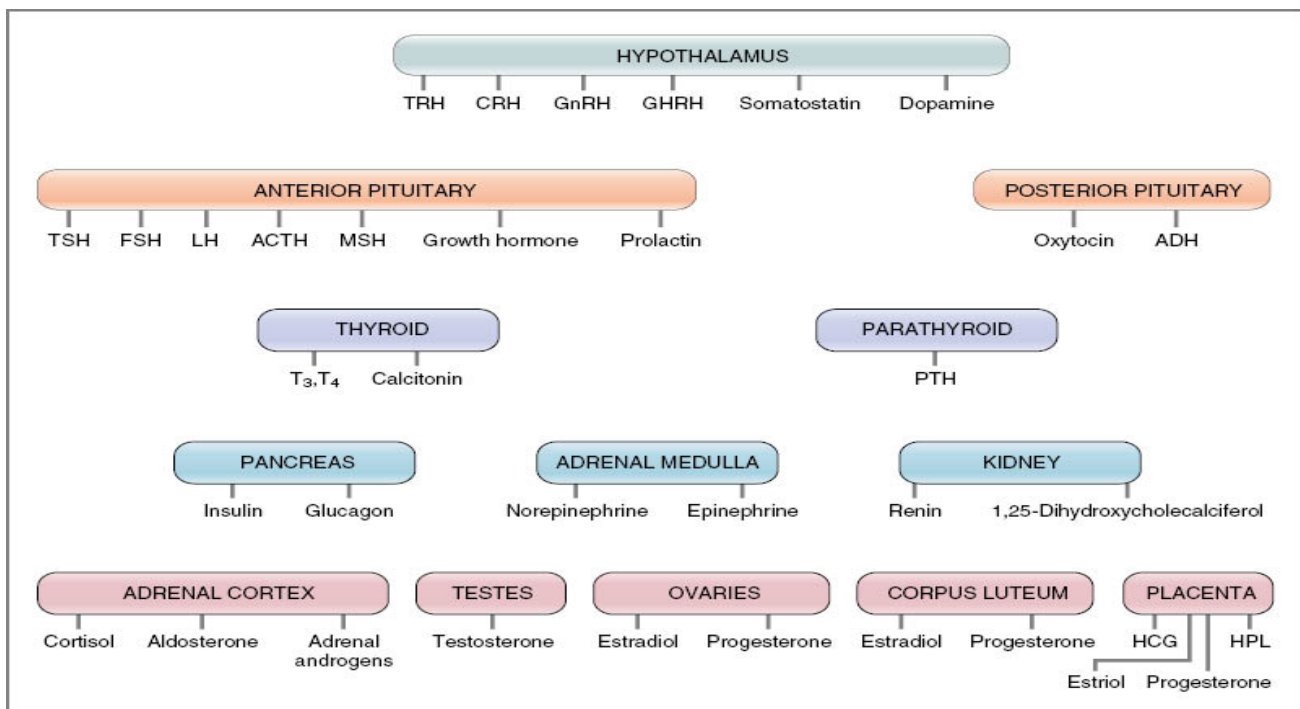 HYPOTHALAMUS
TRH CRH GnRH GHRH Somatostatin Dopamine
ANTERIOR PITUITARY POSTERIOR PITUITARY
TSH FSH LH ACTH MSH Growth hormone Prolactin Oxytocin ADH
THYROID PARATHYROID
T3,T4 Calcitonin PTH
PANCREAS ADRENAL MEDULLA KIDNEY
Insulin Glucagon Norepinephrine Epinephrine Renin 1,25-Dihydroxycholecalciferol
ADRENAL CORTEX TESTES OVARIES CORPUS LUTEUM PLACENTA
Cortisol Aldosterone Adrenal androgens Testosterone Estradiol Progesterone Estradiol Progesterone HCG HPL
Estriol Progesterone